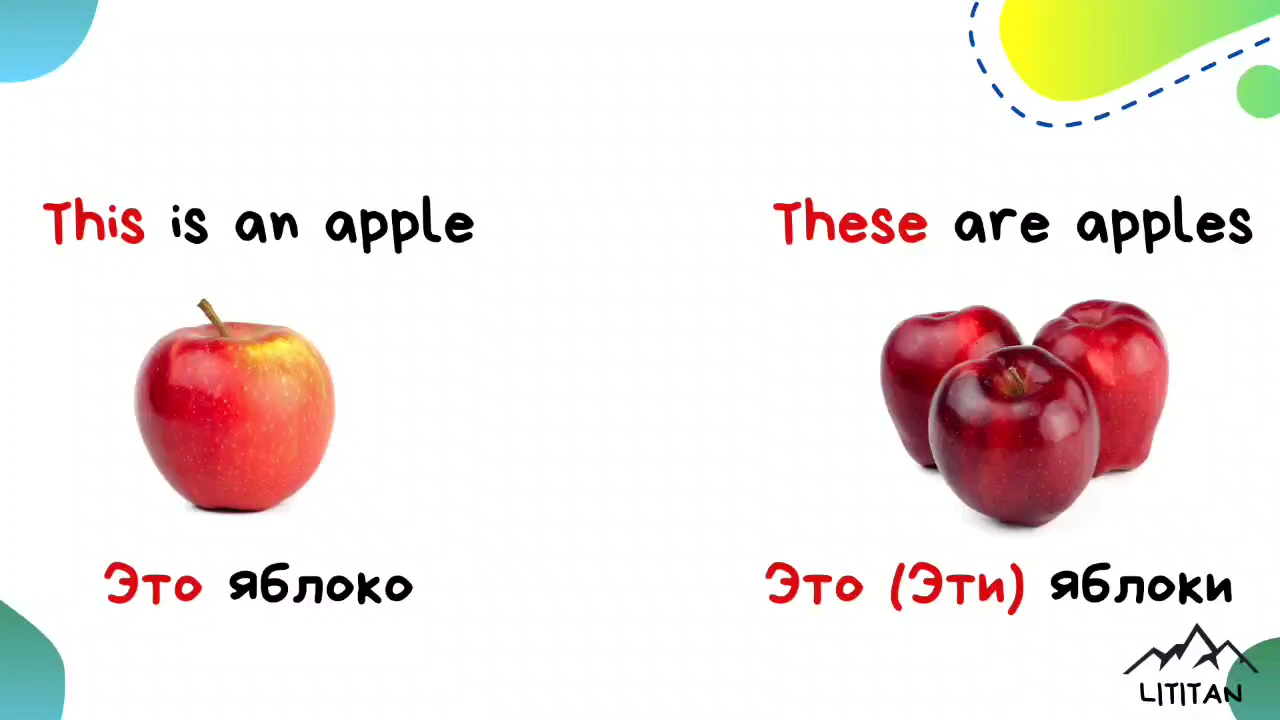 This is an apple
These are apples
Это яблоко
Это (Эти) яблоки
LITITAN